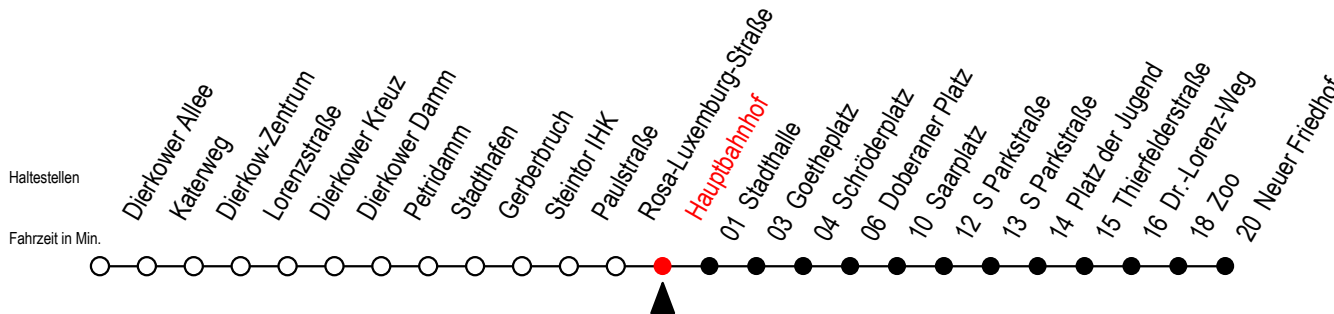 Haltestellen
Fahrzeit in Min.
Dierkower Allee
Katerweg
Dierkow-Zentrum
Lorenzstraße
Dierkower Kreuz
Dierkower Damm
Petridamm
Stadthafen
Gerberbruch
Steintor IHK
Paulstraße
Rosa-Luxemburg-Straße
Hauptbahnhof
01 Stadthalle
03 Goetheplatz
04 Schröderplatz
06 Doberaner Platz
10 Saarplatz
12 S Parkstraße
13 S Parkstraße
14 Platz der Jugend
15 Thierfelderstraße
16 Dr.-Lorenz-Weg
18 Zoo
20 Neuer Friedhof